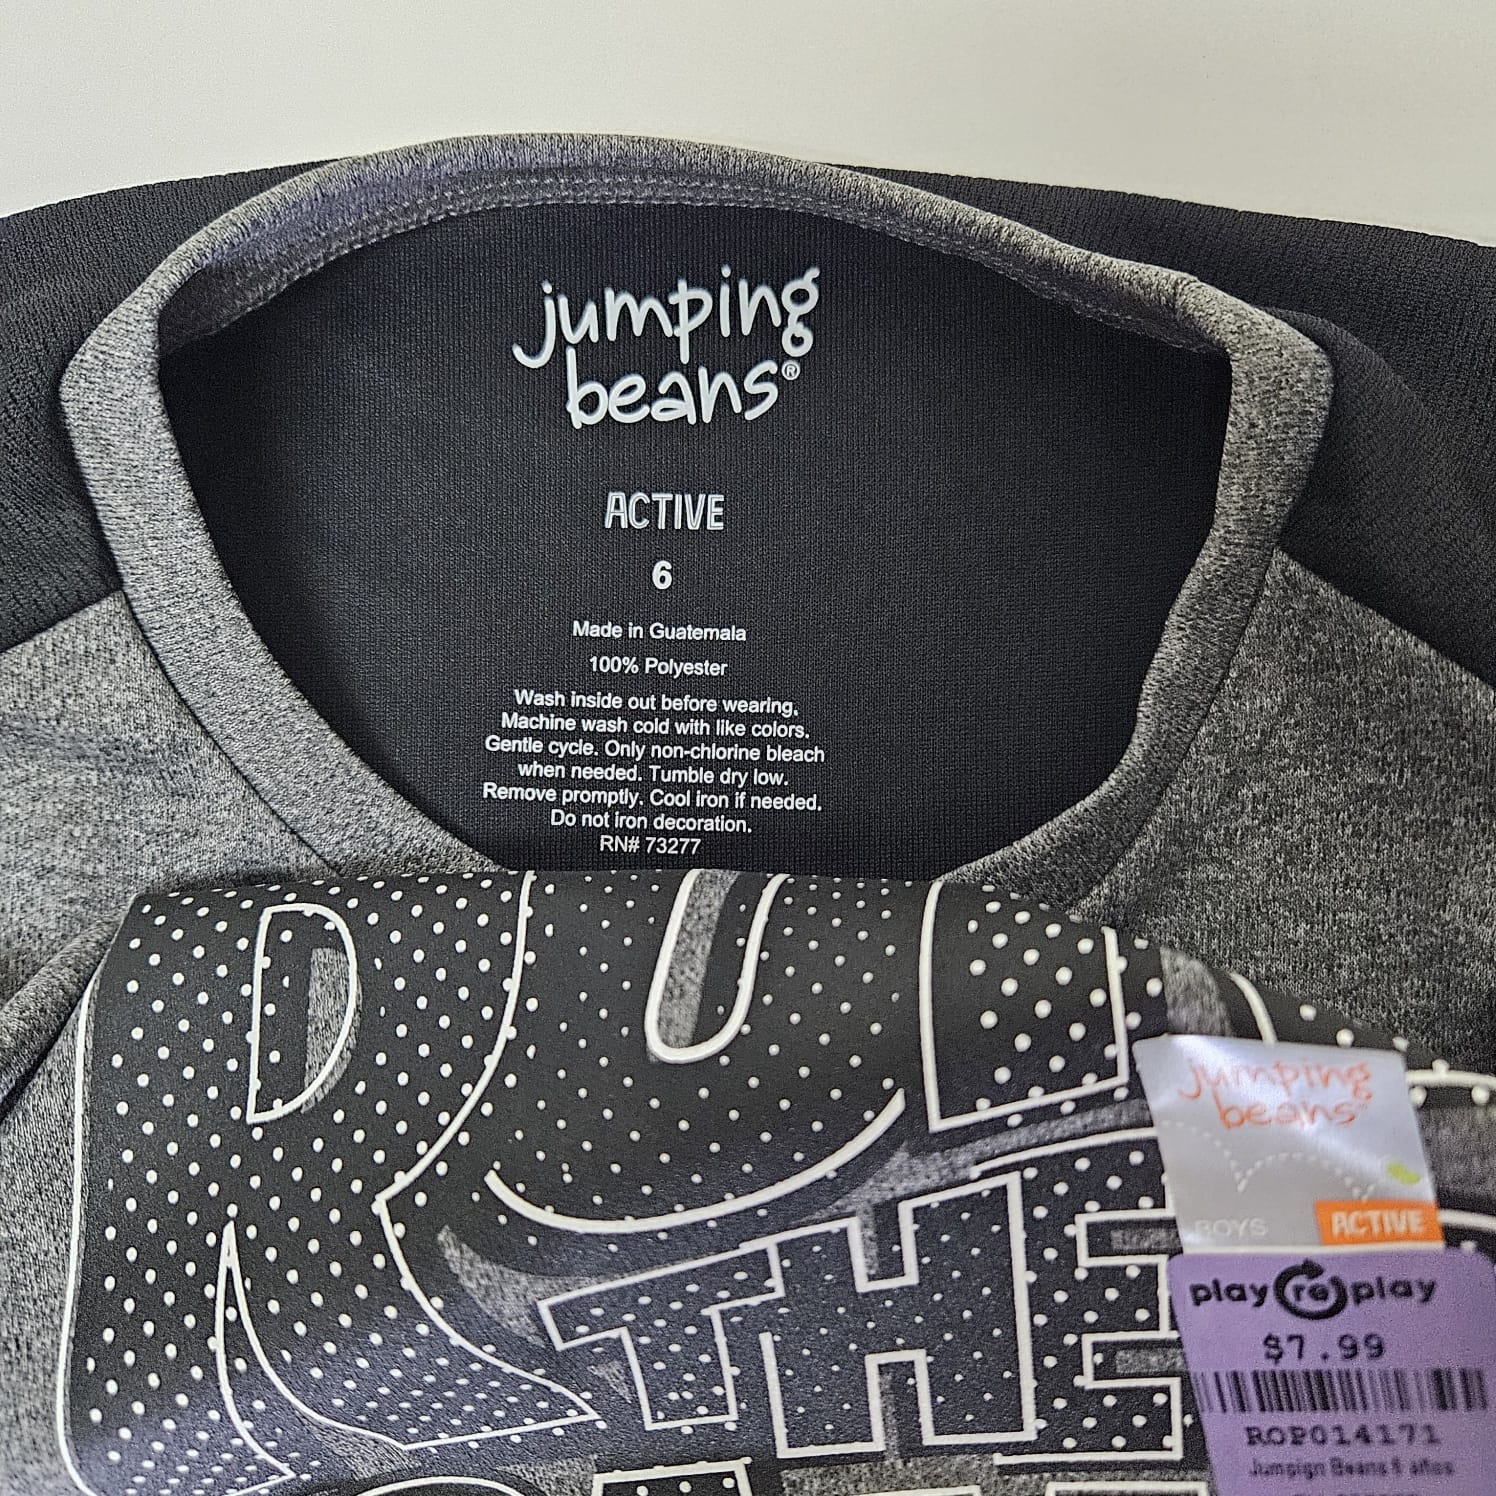 jumping
beans®
ACTIVE
6
Made in Guatemala
100% Polyester
Wash inside out before wearing.
Machine wash cold with like colors.
Gentle cycle. Only non-chlorine bleach
when needed. Tumble dry low.
Remove promptly. Cool iron if needed.
Do not iron decoration.
RN# 73277
THE
jumping
beans
BOYS ACTIVE
play re play
$7.99
ROP014171
Jumpign Beans 6 años